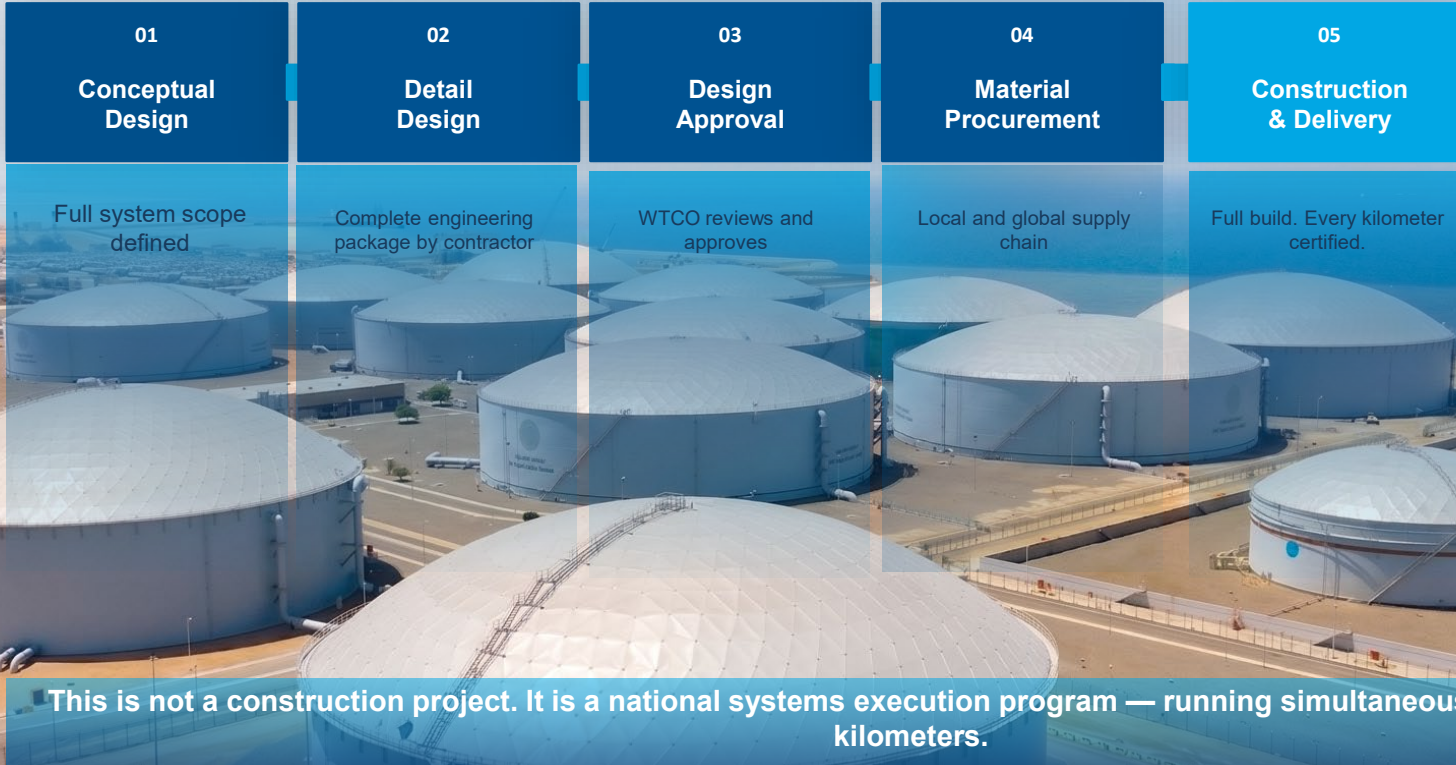 01
Conceptual
Design
Full system scope
defined
02
Detail
Design
Complete engineering
package by contractor
03
Design
Approval
WTCO reviews and
approves
04
Material
Procurement
Local and global supply
chain
05
Construction
& Delivery
Full build. Every kilometer
certified.
This is not a construction project. It is a national systems execution program — running
kilometers.